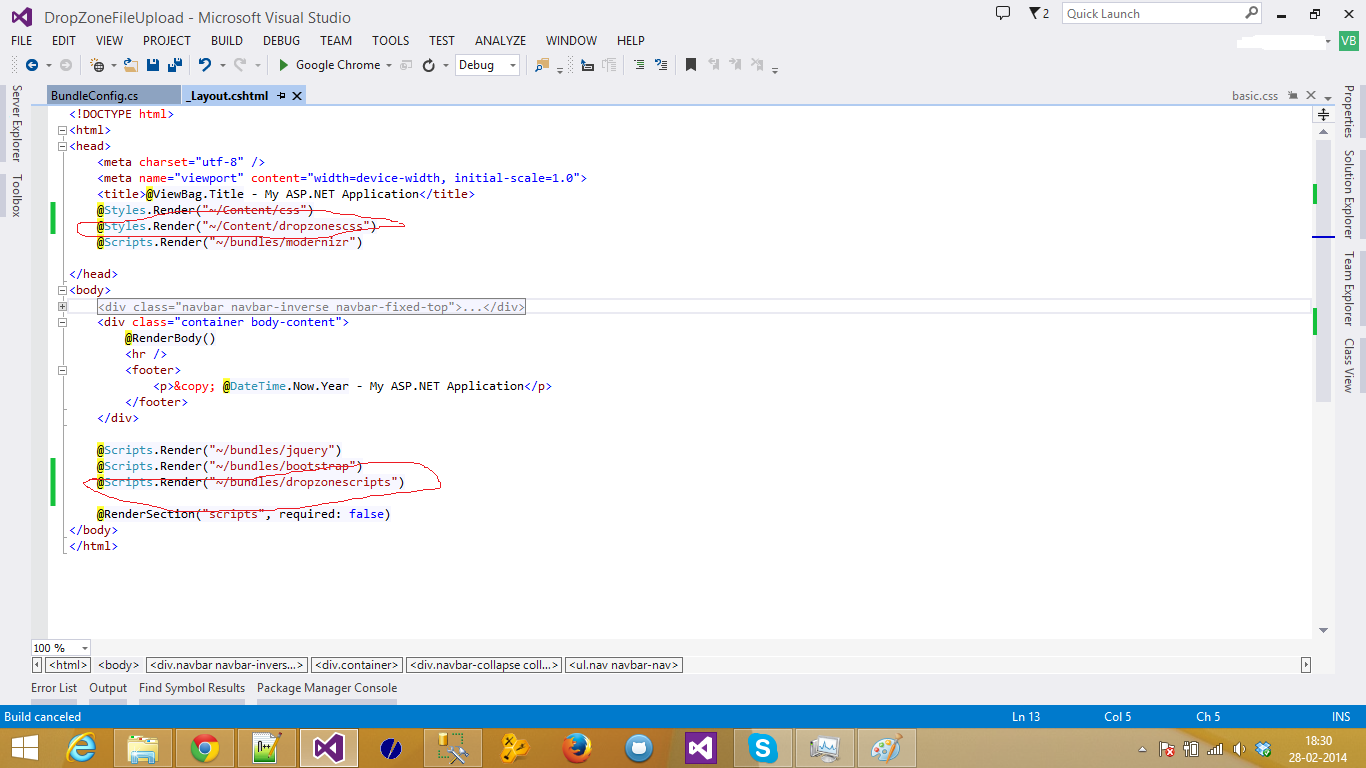 DropZoneFileUpload - Microsoft Visual Studio
2
Quick Launch
FILE EDIT VIEW PROJECT BUILD DEBUG TEAM TOOLS TEST ANALYZE WINDOW HELP
VB
Google Chrome
Debug
BundleConfig.cs
_Layout.cshtml
basic.css
Server Explorer
Toolbox
<!DOCTYPE html>
<html>
<head>
<meta charset="utf-8" />
<meta name="viewport" content="width=device-width, initial-scale=1.0">
<title>@ViewBag.Title - My ASP.NET Application</title>
@Styles.Render("~/Content/css")
@Styles.Render("~/Content/dropzonescss")
@Scripts.Render("~/bundles/modernizr")
</head>
<body>
<div class="navbar navbar-inverse navbar-fixed-top">...</div>
<div class="container body-content">
@RenderBody()
<hr />
<footer>
<p>&copy; @DateTime.Now.Year - My ASP.NET Application</p>
</footer>
</div>
@Scripts.Render("~/bundles/jquery")
@Scripts.Render("~/bundles/bootstrap")
@Scripts.Render("~/bundles/dropzonescripts")
@RenderSection("scripts", required: false)
</body>
</html>
Properties
Solution Explorer
Team Explorer
Class View
100 %
<html> <body> <div.navbar navbar-invers...> <div.container> <div.navbar-collapse coll...> <ul.nav navbar-nav>
Error List Output Find Symbol Results Package Manager Console
Build canceled Ln 13 Col 5 Ch 5 INS
18:30
28-02-2014